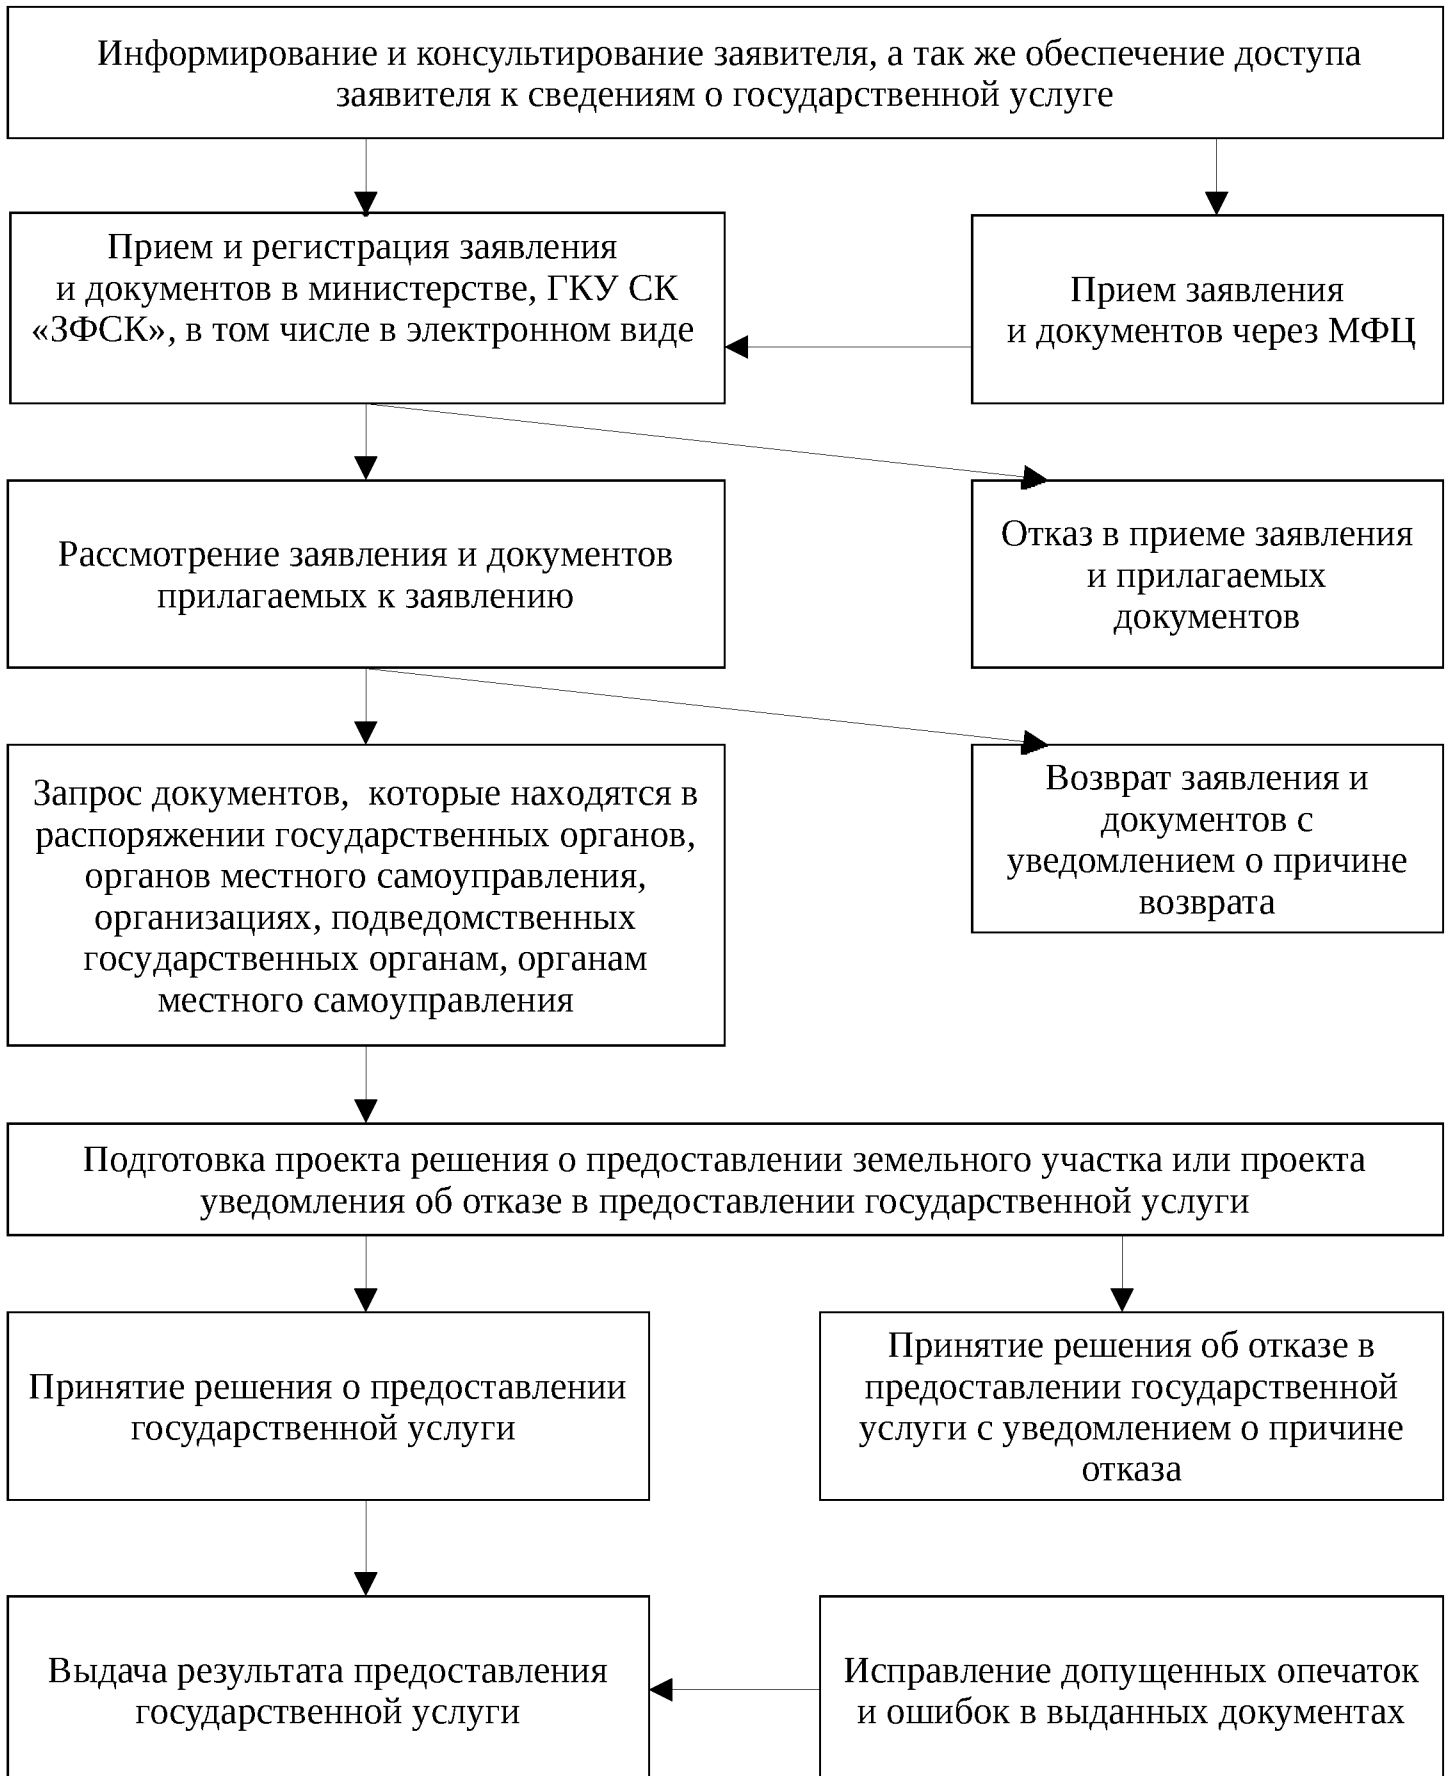 Информирование и консультирование заявителя, а так же обеспечение доступа
заявителя к сведениям о государственной услуге
Прием и регистрация заявления
и документов в министерстве, ГКУ СК
«ЗФСК», в том числе в электронном виде
Прием заявления
и документов через МФЦ
Рассмотрение заявления и документов
прилагаемых к заявлению
Отказ в приеме заявления
и прилагаемых
документов
Запрос документов,  которые находятся в
распоряжении государственных органов,
органов местного самоуправления,
организациях, подведомственных
государственных органам, органам
местного самоуправления
Возврат заявления и
документов с
уведомлением о причине
возврата
Подготовка проекта решения о предоставлении земельного участка или проекта
уведомления об отказе в предоставлении государственной услуги
Принятие решения о предоставлении
государственной услуги
Принятие решения об отказе в
предоставлении государственной
услуги с уведомлением о причине
отказа
Выдача результата предоставления
государственной услуги
Исправление допущенных опечаток
и ошибок в выданных документах